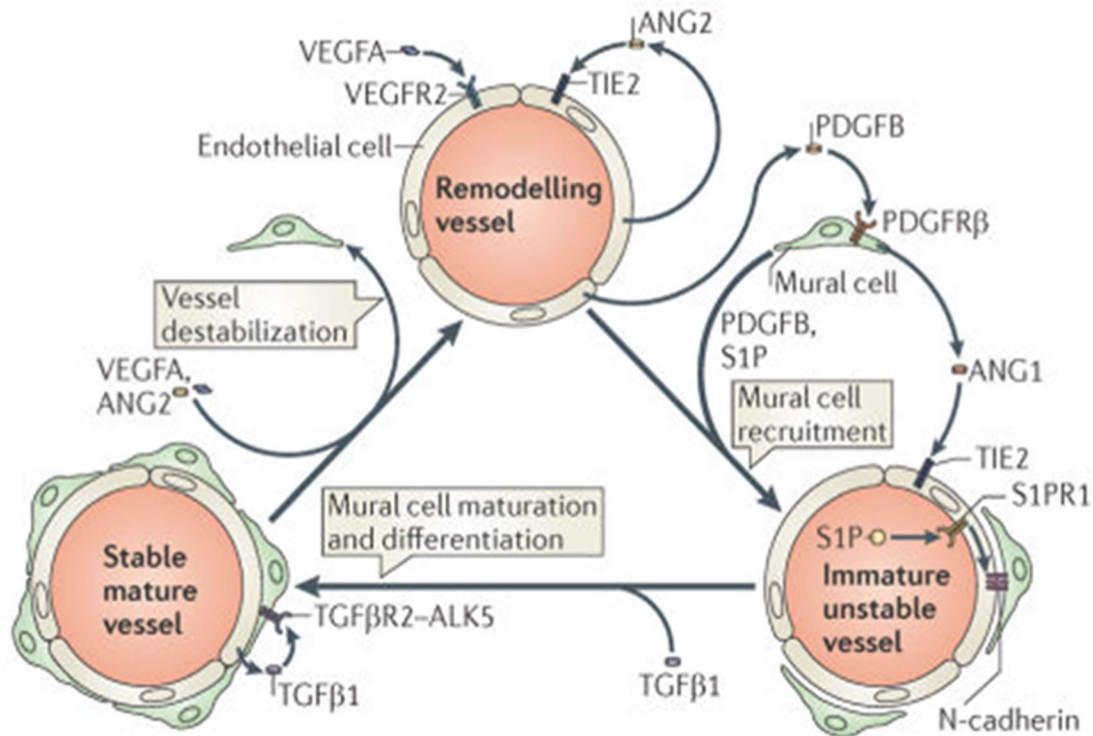 ANG2
VEGFA
VEGFR2
TIE2
Endothelial cell
PDGFB
Remodelling
vessel
PDGFRβ
Mural cell
Vessel
destabilization
PDGFB,
S1P
VEGFA,
ANG2
ANG1
Mural cell
recruitment
TIE2
S1PR1
Mural cell maturation
and differentiation
S1P
Stable
mature
vessel
Immature
unstable
vessel
TGFβR2–ALK5
TGFβ1
TGFβ1
N-cadherin